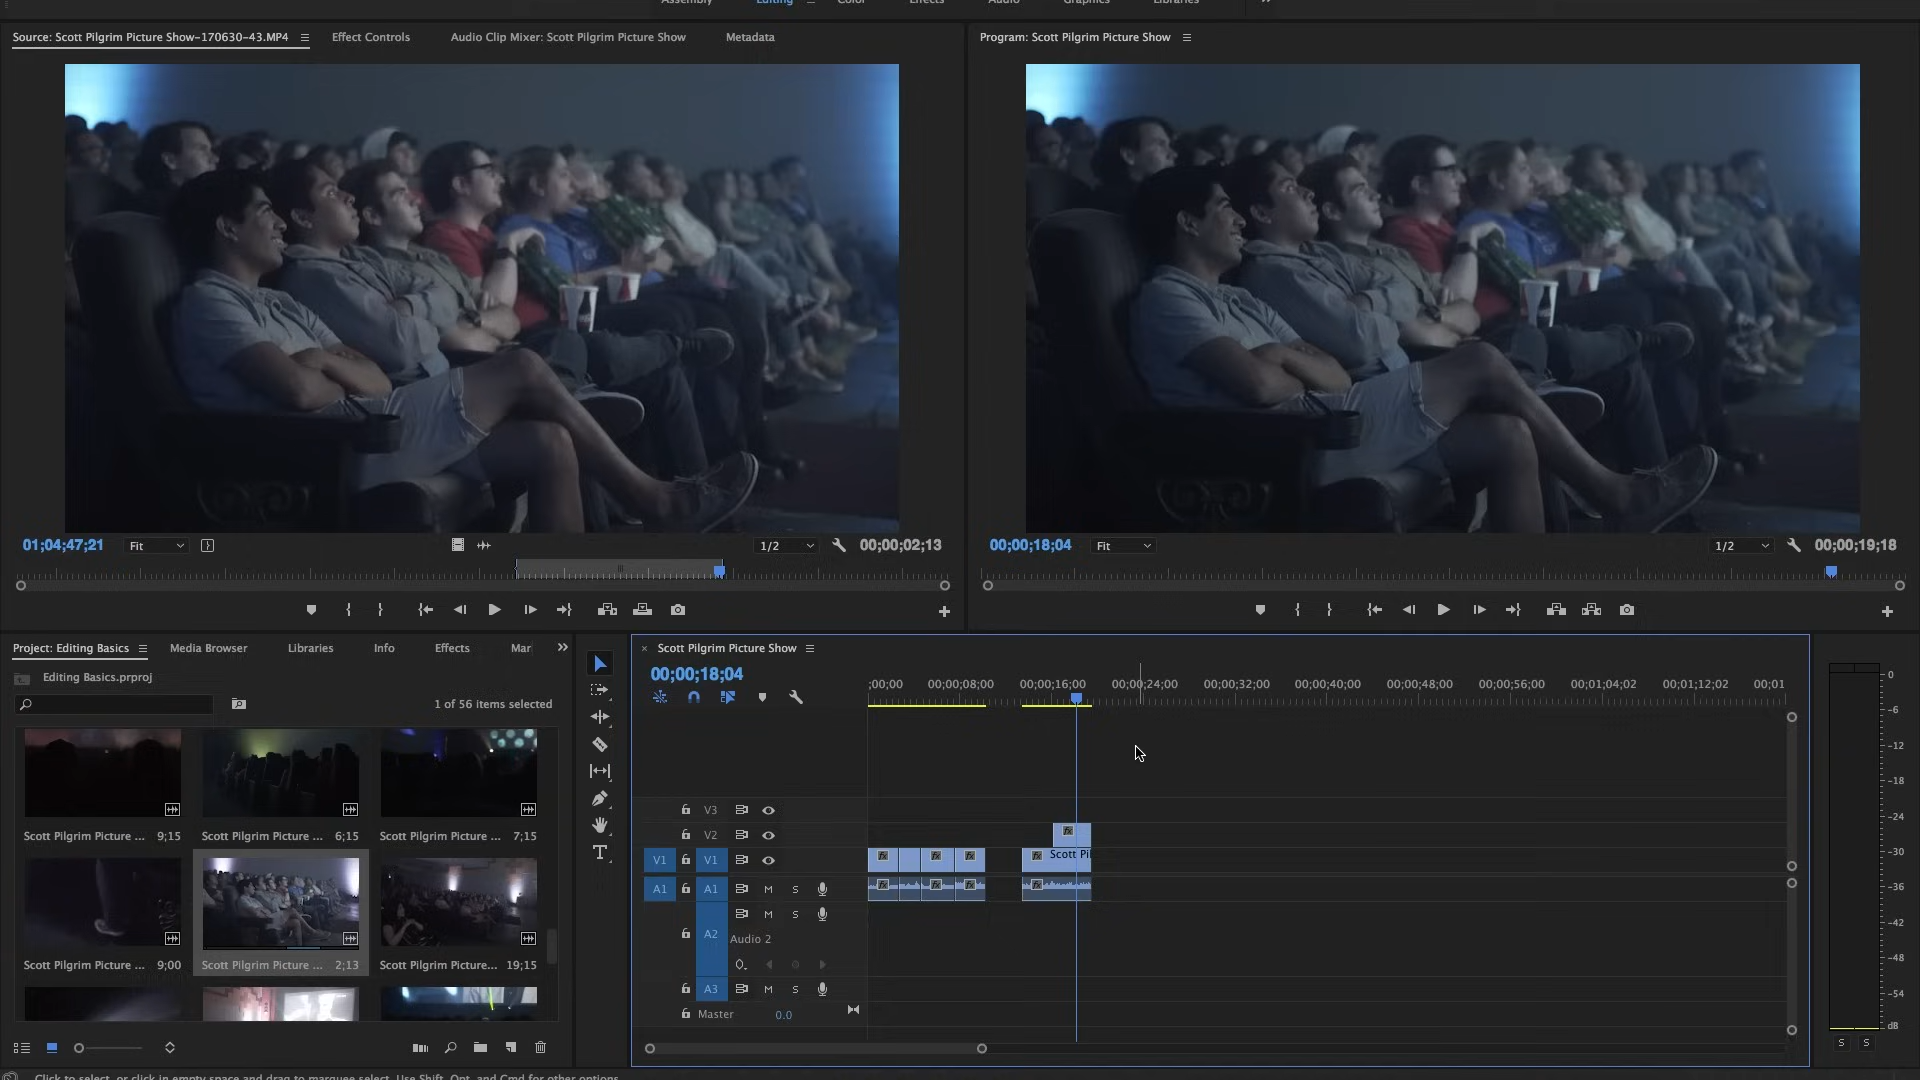 Assembly Editing Color Effects Audio Graphics Libraries
Source: Scott Pilgrim Picture Show-170630-43.MP4 Effect Controls Audio Clip Mixer: Scott Pilgrim Picture Show Metadata
Program: Scott Pilgrim Picture Show
01;04;47;21 Fit 1/2 00;00;02;13
00;00;18;04 Fit 1/2 00;00;19;18
Project: Editing Basics Media Browser Libraries Info Effects Mar
Editing Basics.prproj
1 of 56 items selected
Scott Pilgrim Picture ... 9;15
Scott Pilgrim Picture ... 6;15
Scott Pilgrim Picture ... 7;15
Scott Pilgrim Picture ... 9;00
Scott Pilgrim Picture ... 2;13
Scott Pilgrim Picture... 19;15
T
× Scott Pilgrim Picture Show
00;00;18;04
;00;00 00;00;08;00 00;00;16;00 00;00;24;00 00;00;32;00 00;00;40;00 00;00;48;00 00;00;56;00 00;01;04;02 00;01;12;02 00;01
V3
V2 fx
V1 V1 fx fx fx fx Scott Pil
A1 A1 M S fx fx fx fx
M S
A2
Audio 2
A3 M S
Master 0.0
0
-6
-12
-18
-24
-30
-36
-42
-48
-54
dB
S S
Click to select, or click in empty space and drag to marquee select. Use Shift, Opt, and Cmd for other options.